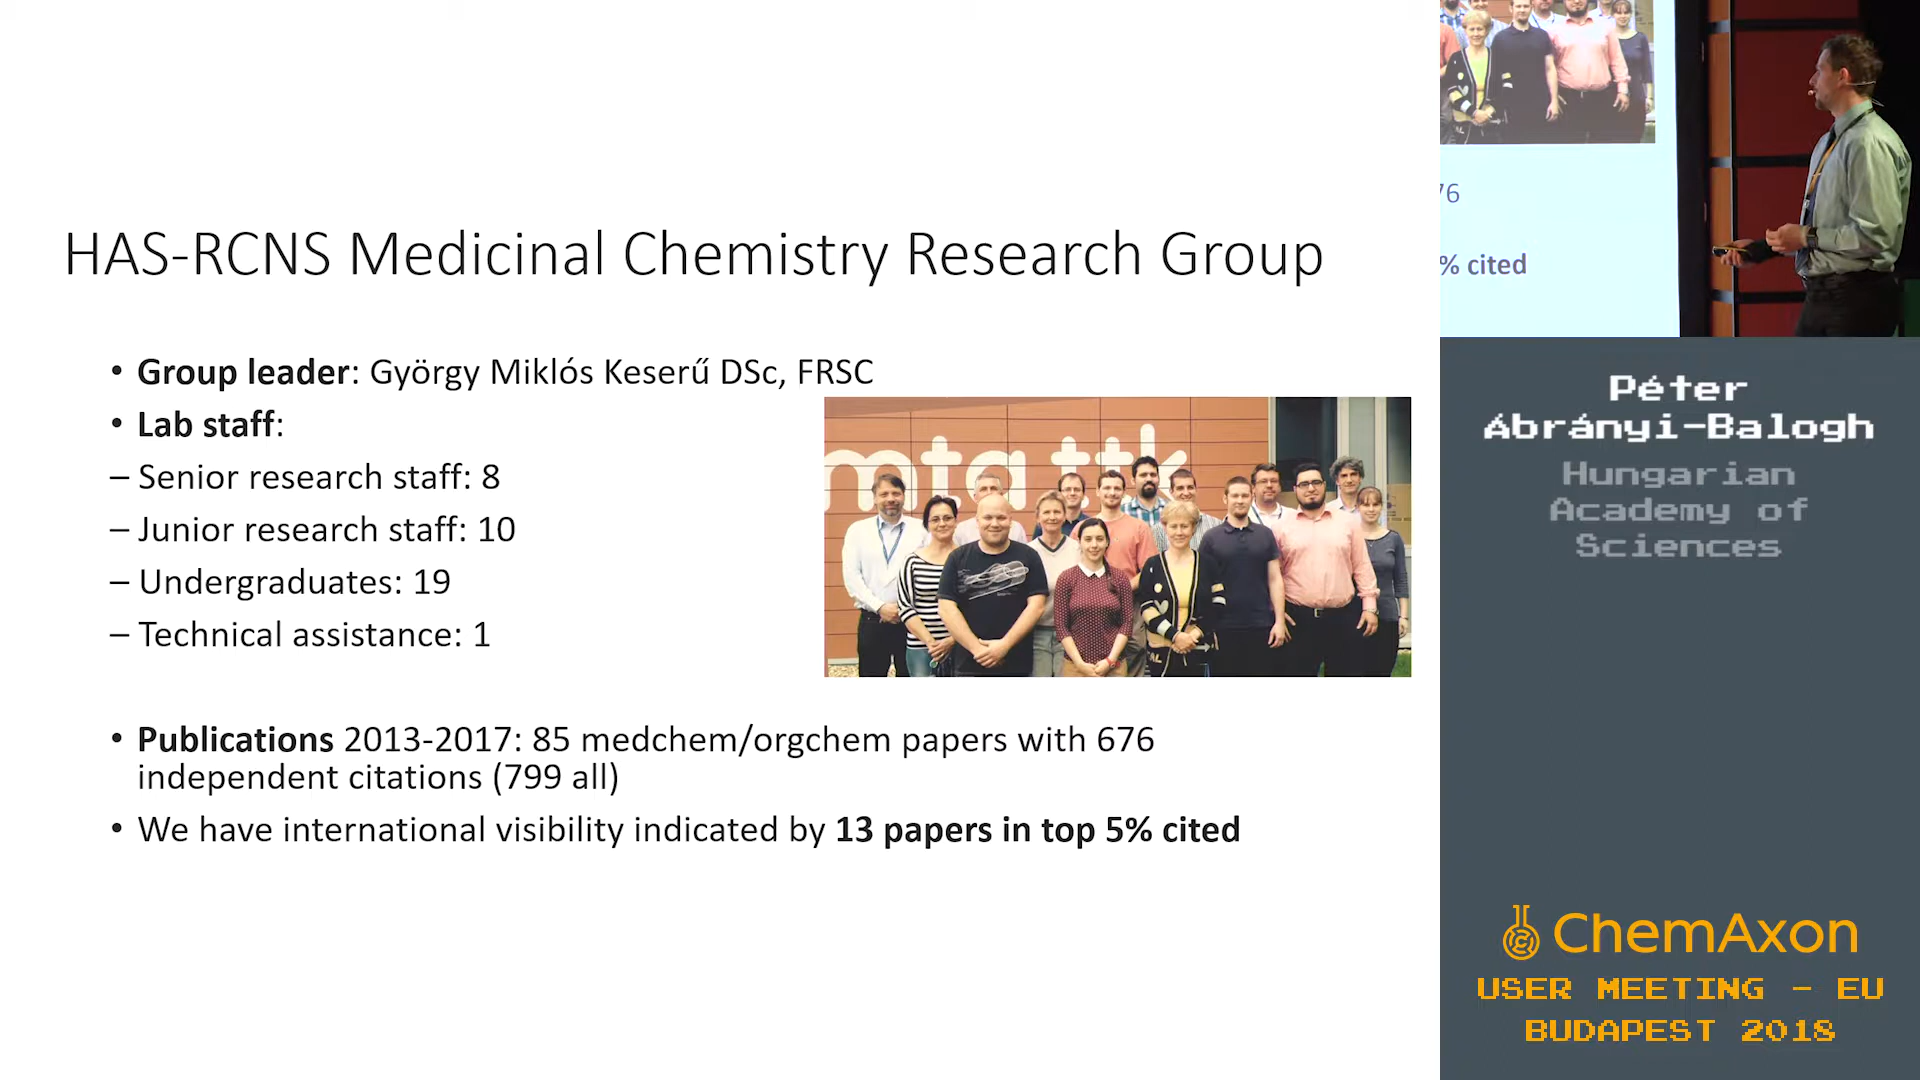 HAS-RCNS Medicinal Chemistry Research Group
• Group leader: György Miklós Keserű DSc, FRSC
• Lab staff:
– Senior research staff: 8
– Junior research staff: 10
– Undergraduates: 19
– Technical assistance: 1
mta ttk
• Publications 2013-2017: 85 medchem/orgchem papers with 676
independent citations (799 all)
• We have international visibility indicated by 13 papers in top 5% cited
76
% cited
Péter
Ábrányi-Balogh
Hungarian
Academy of
Sciences
ChemAxon
USER MEETING - EU
BUDAPEST 2018